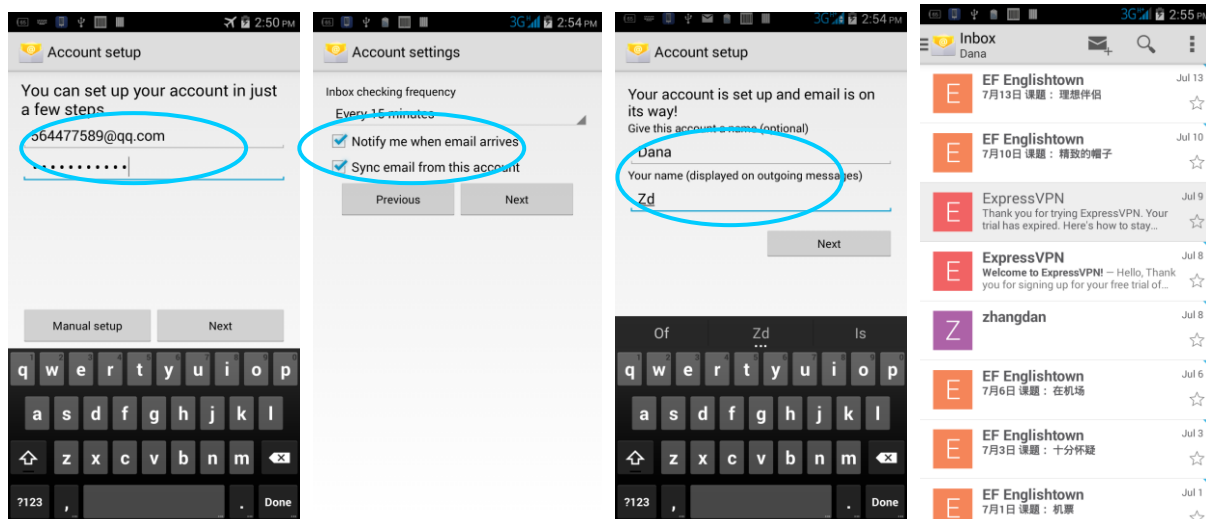 2:50 PM
Account setup
You can set up your account in just
a few steps
564477589@qq.com
Manual setup
Next
q w e r t y u i o p
a s d f g h j k l
z x c v b n m
?123 , . Done
3G 2:54 PM
Account settings
Inbox checking frequency
Every 15 minutes
Notify me when email arrives
Sync email from this account
Previous
Next
3G 2:54 PM
Account setup
Your account is set up and email is on
its way!
Give this account a name (optional)
Dana
Your name (displayed on outgoing messages)
Zd
Next
Of Zd Is
q w e r t y u i o p
a s d f g h j k l
z x c v b n m
?123 , . Done
3G 2:55 PM
Inbox
Dana
E
EF Englishtown
Jul 13
7月13日 课题： 理想伴侣
E
EF Englishtown
Jul 10
7月10日 课题： 精致的帽子
E
ExpressVPN
Jul 9
Thank you for trying ExpressVPN. Your
trial has expired. Here's how to stay...
E
ExpressVPN
Jul 8
Welcome to ExpressVPN! — Hello, Thank
you for signing up for your free trial of...
Z
zhangdan
Jul 8
E
EF Englishtown
Jul 6
7月6日 课题： 在机场
E
EF Englishtown
Jul 3
7月3日 课题： 十分怀疑
E
EF Englishtown
Jul 1
7月1日 课题： 机票